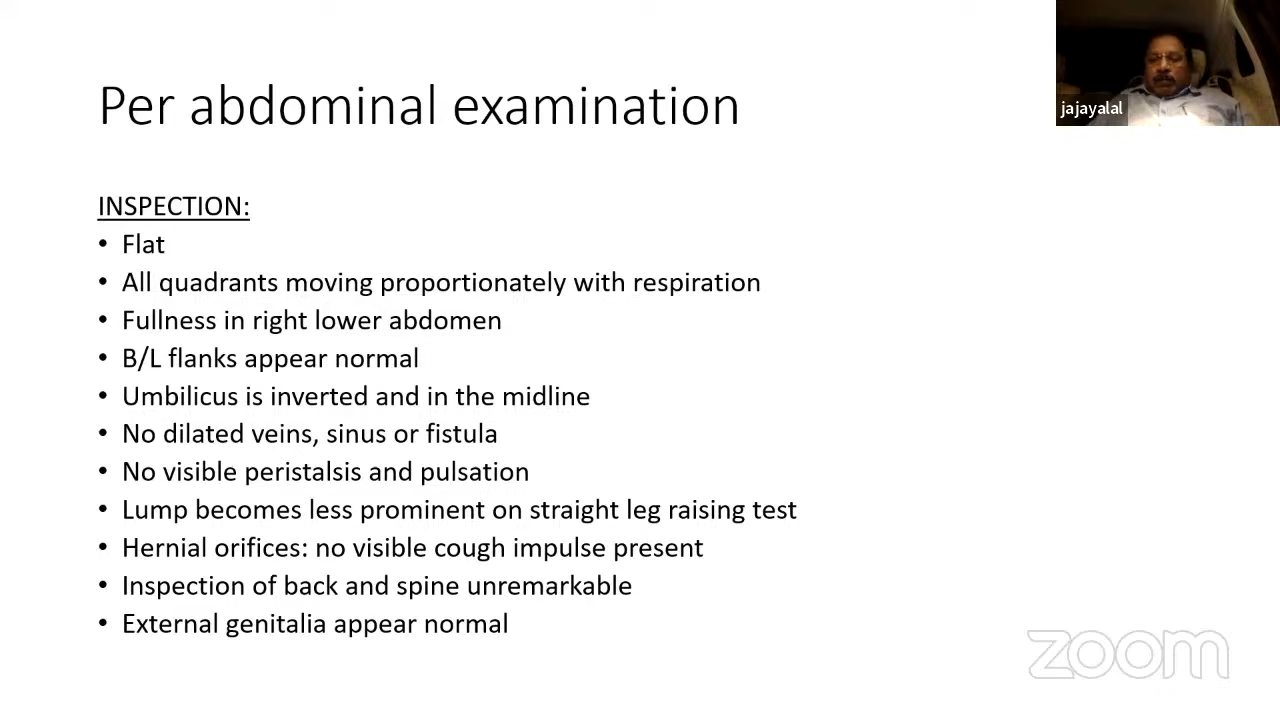 Per abdominal examination
jajayalal
INSPECTION:
• Flat
• All quadrants moving proportionately with respiration
• Fullness in right lower abdomen
• B/L flanks appear normal
• Umbilicus is inverted and in the midline
• No dilated veins, sinus or fistula
• No visible peristalsis and pulsation
• Lump becomes less prominent on straight leg raising test
• Hernial orifices: no visible cough impulse present
• Inspection of back and spine unremarkable
• External genitalia appear normal
zoom